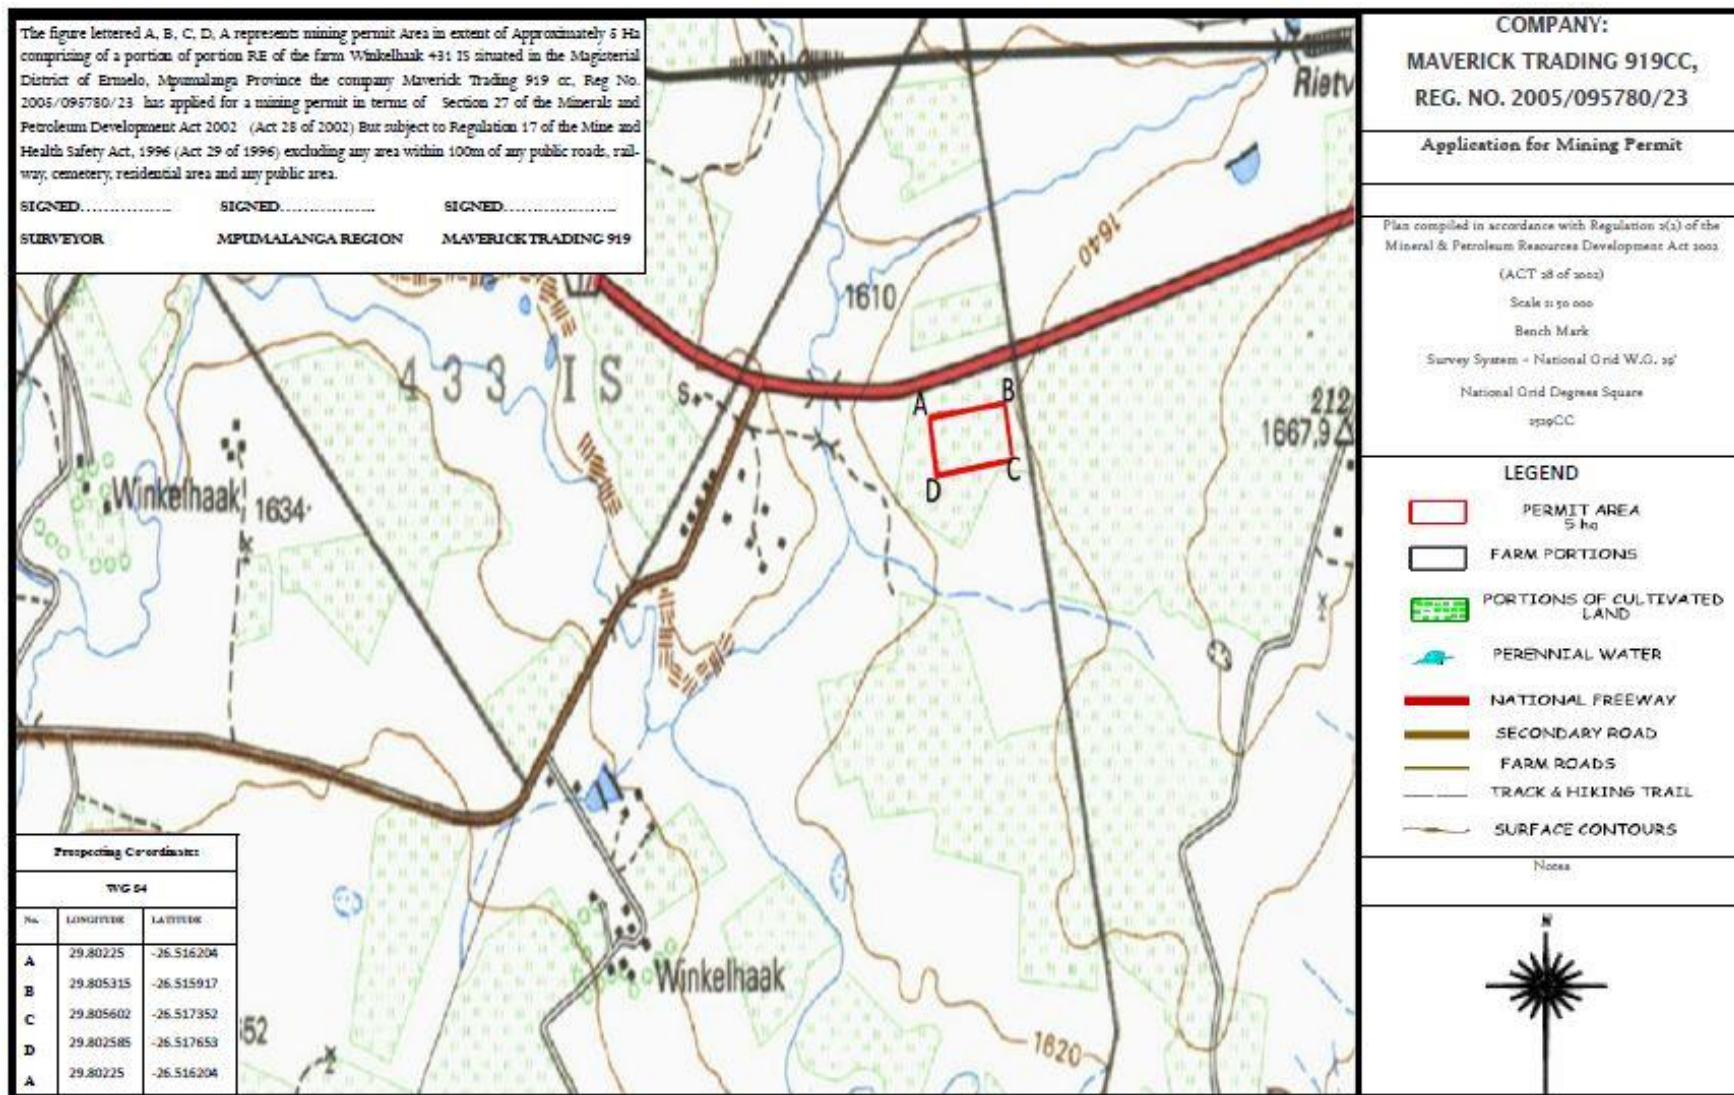 The figure lettered A, B, C, D, A represents mining permit Area in extent of Approximately 5 Ha
comprising of a portion of portion RE of the farm Winkelhaak 431 IS situated in the Magisterial
District of Ermelo, Mpumalanga Province the company Maverick Trading 919 cc, Reg No.
2005/095780/23 has applied for a mining permit in terms of Section 27 of the Minerals and
Petroleum Development Act 2002 (Act 28 of 2002) But subject to Regulation 17 of the Mine and
Health Safety Act, 1996 (Act 29 of 1996) excluding any area within 100m of any public roads, rail-
way, cemetery, residential area and any public area.
SIGNED................ SIGNED................. SIGNED....................
SURVEYOR MPUMALANGA REGION MAVERICK TRADING 919
COMPANY:
MAVERICK TRADING 919CC,
REG. NO. 2005/095780/23
Application for Mining Permit
Plan compiled in accordance with Regulation 2(2) of the
Mineral & Petroleum Resources Development Act 2002
(ACT 28 of 2002)
Scale 1: 50 000
Bench Mark
Survey System – National Grid W.G. 29'
National Grid Degrees Square
2529CC
LEGEND
PERMIT AREA
5 ha
FARM PORTIONS
PORTIONS OF CULTIVATED
LAND
PERENNIAL WATER
NATIONAL FREEWAY
SECONDARY ROAD
FARM ROADS
TRACK & HIKING TRAIL
SURFACE CONTOURS
Notes
N
Rietv
1640
1610
433 IS
S
A
B
C
D
212
1667,9
Winkelhaak
1634
Winkelhaak
1620
52
Prospecting Co-ordinates
WG 84
No. LONGITUDE LATITUDE
A 29.80225 -26.516204
B 29.805315 -26.515917
C 29.805602 -26.517352
D 29.802585 -26.517653
A 29.80225 -26.516204